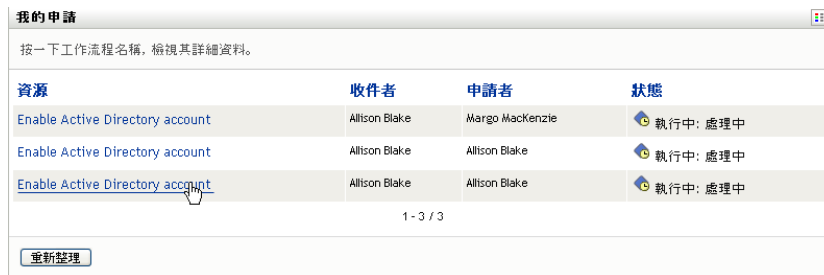 我的申請
按一下工作流程名稱, 檢視其詳細資料。
資源 收件者 申請者 狀態
Enable Active Directory account Allison Blake Margo MacKenzie 執行中: 處理中
Enable Active Directory account Allison Blake Allison Blake 執行中: 處理中
Enable Active Directory account Allison Blake Allison Blake 執行中: 處理中
1 - 3 / 3
重新整理